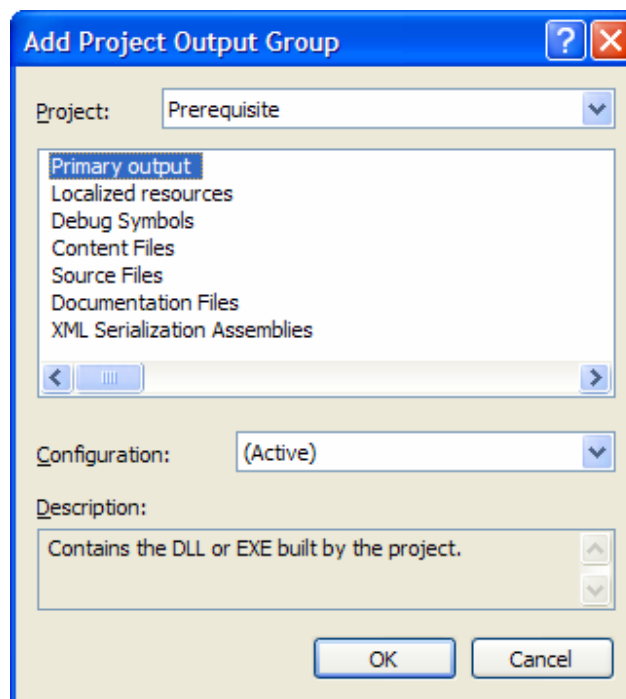 Add Project Output Group
Project: Prerequisite
Primary output
Localized resources
Debug Symbols
Content Files
Source Files
Documentation Files
XML Serialization Assemblies
Configuration: (Active)
Description:
Contains the DLL or EXE built by the project.
OK Cancel